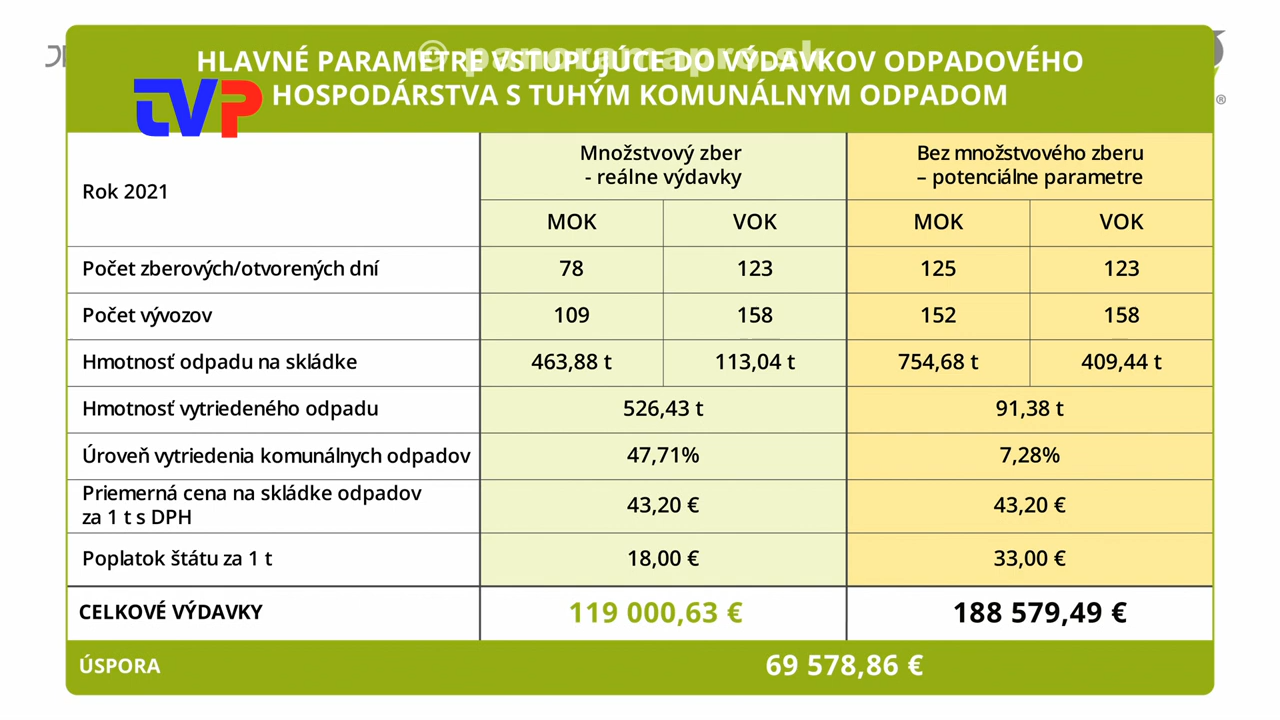 © panoramapro.sk
HLAVNÉ PARAMETRE VSTUPUJÚCE DO VÝDAVKOV ODPADOVÉHO
HOSPODÁRSTVA S TUHÝM KOMUNÁLNYM ODPADOM
TVP
®
Rok 2021
Množstvový zber
- reálne výdavky
Bez množstvového zberu
– potenciálne parametre
MOK VOK MOK VOK
Počet zberových/otvorených dní 78 123 125 123
Počet vývozov 109 158 152 158
Hmotnosť odpadu na skládke 463,88 t 113,04 t 754,68 t 409,44 t
Hmotnosť vytriedeného odpadu 526,43 t 91,38 t
Úroveň vytriedenia komunálnych odpadov 47,71% 7,28%
Priemerná cena na skládke odpadov
za 1 t s DPH 43,20 € 43,20 €
Poplatok štátu za 1 t 18,00 € 33,00 €
CELKOVÉ VÝDAVKY 119 000,63 € 188 579,49 €
ÚSPORA 69 578,86 €